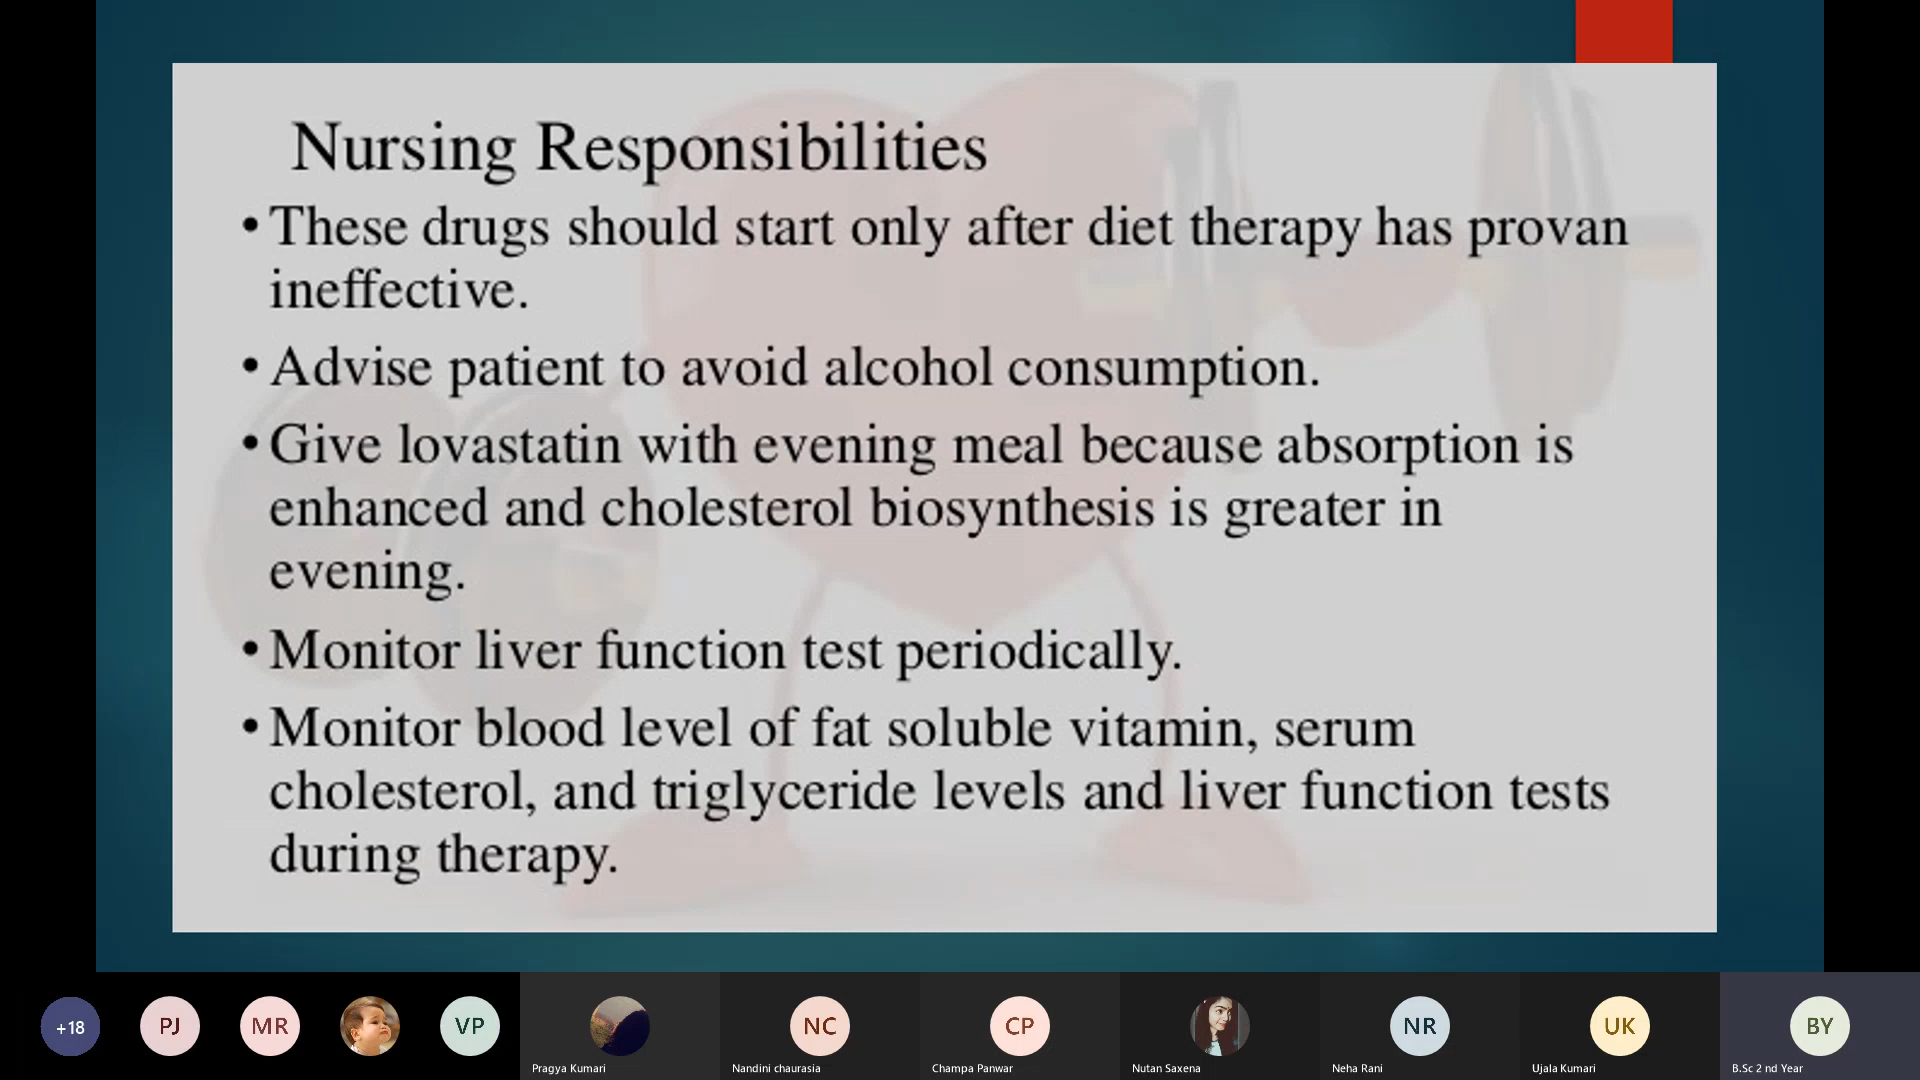 Nursing Responsibilities
• These drugs should start only after diet therapy has provan
ineffective.
• Advise patient to avoid alcohol consumption.
• Give lovastatin with evening meal because absorption is
enhanced and cholesterol biosynthesis is greater in
evening.
• Monitor liver function test periodically.
• Monitor blood level of fat soluble vitamin, serum
cholesterol, and triglyceride levels and liver function tests
during therapy.
+18 PJ MR VP NC CP NR UK BY
Pragya Kumari Nandini chaurasia Champa Panwar Nutan Saxena Neha Rani Ujala Kumari B.Sc 2 nd Year